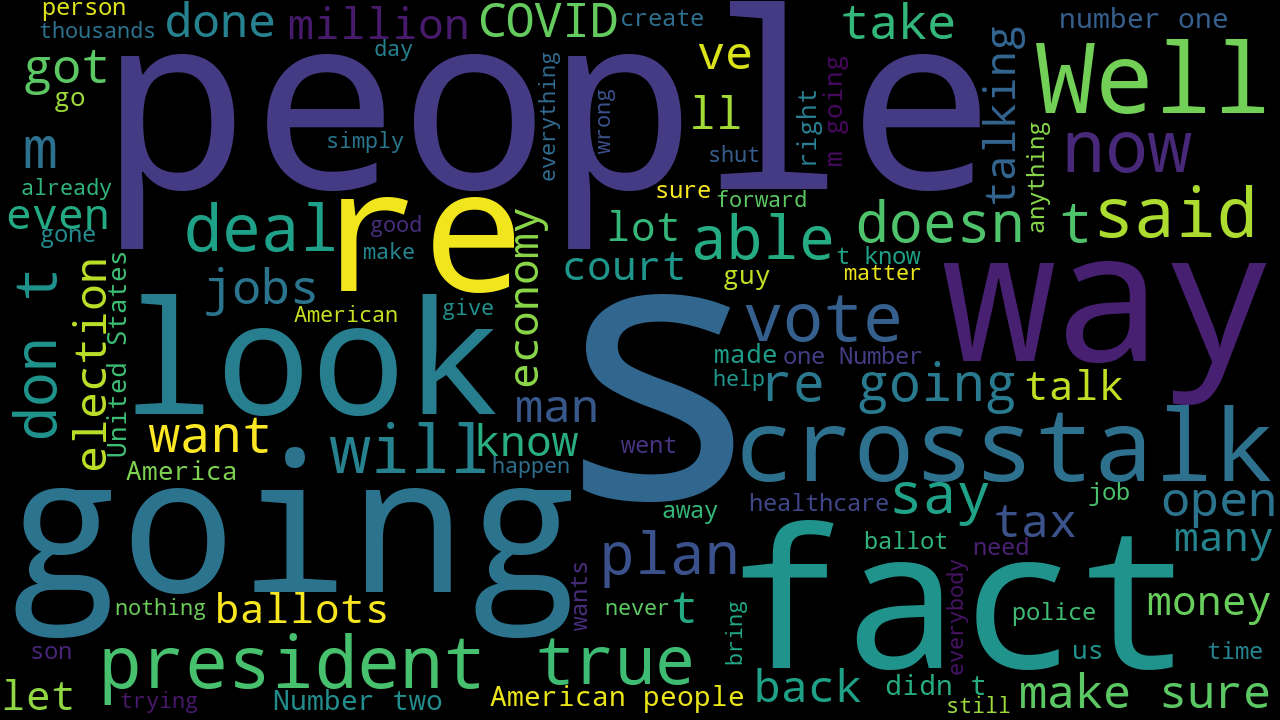 person
thousands
done
million
COVID
create
take
number one
got
go
day
people
everything
wrong
ve
ll
shut
right
m going
talking
Well
now
m
simply
already
even
gone
deal
re
good
make
economy
sure
forward
lot
able
court
guy
doesn
t
said
anything
t know
matter
way
don t
election
United States
jobs
American
give
look
s
vote
made
one Number
help
re going
talk
man
want
will
know
went
happen
America
crosstalk
going
away
healthcare
say
tax
job
open
many
plan
fact
ballot
need
nothing
ballots
wants
never
t
bring
everybody
police
money
son
president
true
us
time
let
trying
Number two
American people
back
didn t
still
make sure